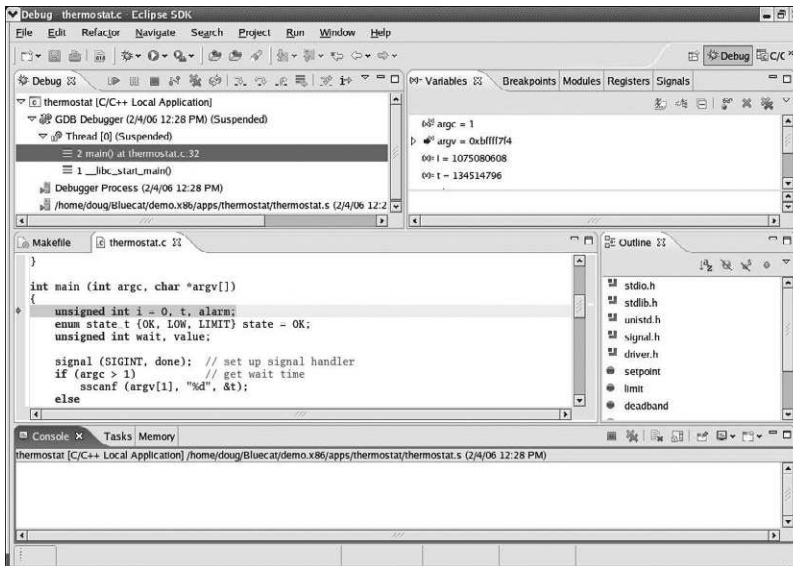 Debug - thermostat.c - Eclipse SDK
File Edit Refactor Navigate Search Project Run Window Help
Debug C/C
Debug
thermostat [C/C++ Local Application]
GDB Debugger (2/4/06 12:28 PM) (Suspended)
Thread [0] (Suspended)
2 main() at thermostat.c:32
1 __libc_start_main()
Debugger Process (2/4/06 12:28 PM)
/home/doug/Bluecat/demo.x86/apps/thermostat/thermostat.s (2/4/06 12:2
(x)= Variables Breakpoints Modules Registers Signals
argc = 1
argv = 0xbffff7f4
(x)= i = 1075080608
(x)= t = 134514796
Makefile thermostat.c
}
int main (int argc, char *argv[])
{
unsigned int i = 0, t, alarm;
enum state_t {OK, LOW, LIMIT} state = OK;
unsigned int wait, value;
signal (SIGINT, done); // set up signal handler
if (argc > 1) // get wait time
sscanf (argv[1], "%d", &t);
else
Outline
stdio.h
stdlib.h
unistd.h
signal.h
driver.h
setpoint
limit
deadband
Console Tasks Memory
thermostat [C/C++ Local Application] /home/doug/Bluecat/demo.x86/apps/thermostat/thermostat.s (2/4/06 12:28 PM)